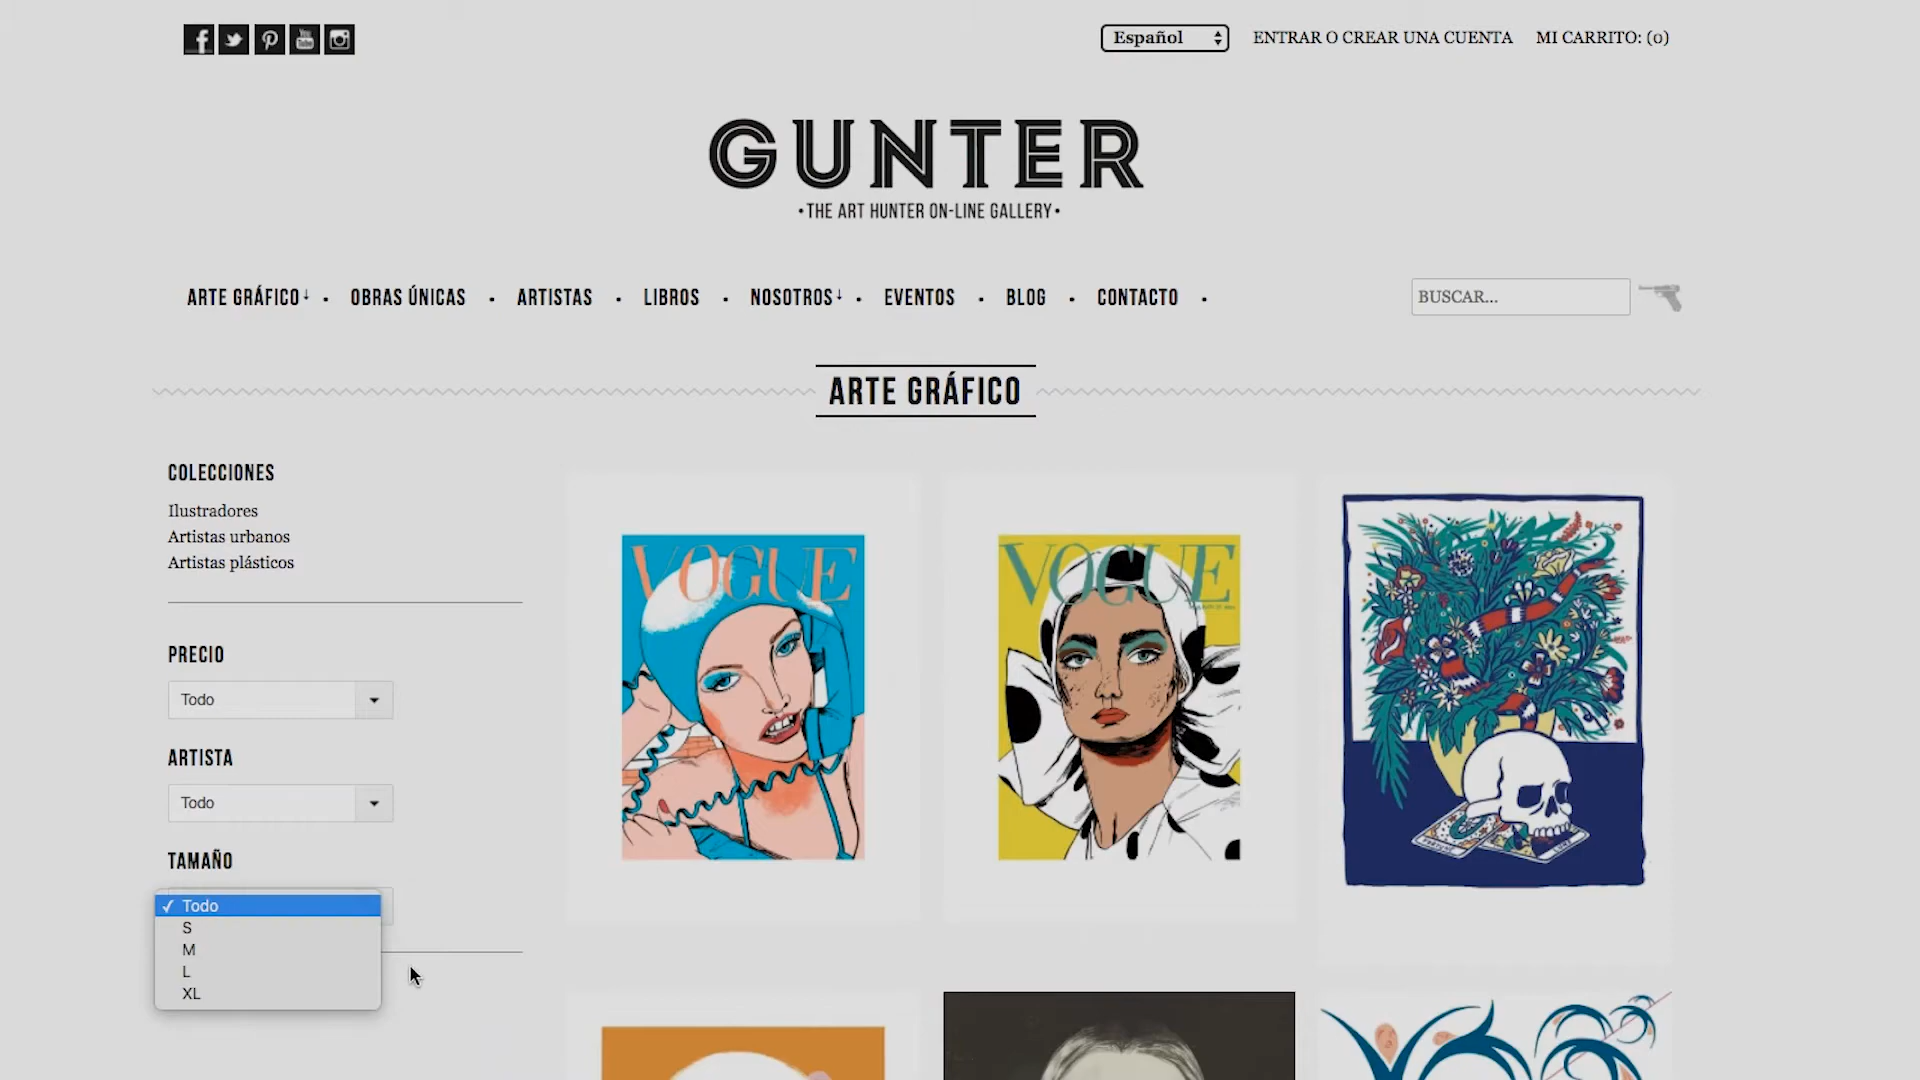 Español
ENTRAR O CREAR UNA CUENTA
MI CARRITO: (0)
GUNTER
•THE ART HUNTER ON-LINE GALLERY•
ARTE GRÁFICO↓ • OBRAS ÚNICAS • ARTISTAS • LIBROS • NOSOTROS↓ • EVENTOS • BLOG • CONTACTO •
BUSCAR...
ARTE GRÁFICO
COLECCIONES
Ilustradores
Artistas urbanos
Artistas plásticos
PRECIO
Todo
ARTISTA
Todo
TAMAÑO
✓ Todo
S
M
L
XL
VOGUE
VOGUE